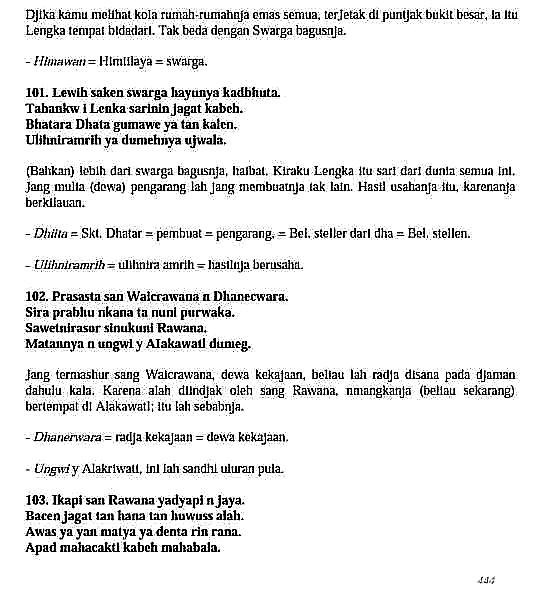 Djika kamu melihat kola rumah-rumahnja emas semua, terJetak di puntjak bukit besar, ia itu
Lengka tempat bidadari. Tak beda dengan Swarga bagusnja.
- Himawan = Himtilaya = swarga.
101. Lewih saken swarga hayunya kadbhuta.
Tabankw i Lenka sarinin jagat kabeh.
Bhatara Dhata gumawe ya tan kalen.
Ulihniramrih ya dumehnya ujwala.
(Bahkan) lebih dari swarga bagusnja, haibat. Kiraku Lengka itu sari dari dunia semua ini.
Jang mulia (dewa) pengarang lah jang membuatnja tak lain. Hasil usahanja itu, karenanja
berkilauan.
- Dhiita = Skt. Dhatar = pembuat = pengarang. = Bel. steller dari dha = Bel. stellen.
- Ulihniramrih = ulihnira amrih = hasilnja berusaha.
102. Prasasta san Waicrawana n Dhanecwara.
Sira prabhu nkana ta nuni purwaka.
Sawetnirasor sinukuni Rawana.
Matannya n ungwi y AIakawati dumeg.
Jang termashur sang Waicrawana, dewa kekajaan, beliau lah radja disana pada djaman
dahulu kala. Karena alah diindjak oleh sang Rawana, nmangkanja (beliau sekarang)
bertempat di Alakawati; itu lah sebabnja.
- Dhanerwara = radja kekajaan = dewa kekajaan.
- Ungwi y Alakriwati, ini lah sandhi uluran pula.
103. Ikapi san Rawana yadyapi n jaya.
Bacen jagat tan hana tan huwuss alah.
Awas ya yan matya ya denta rin rana.
Apad mahacakti kabeh mahabala.
444